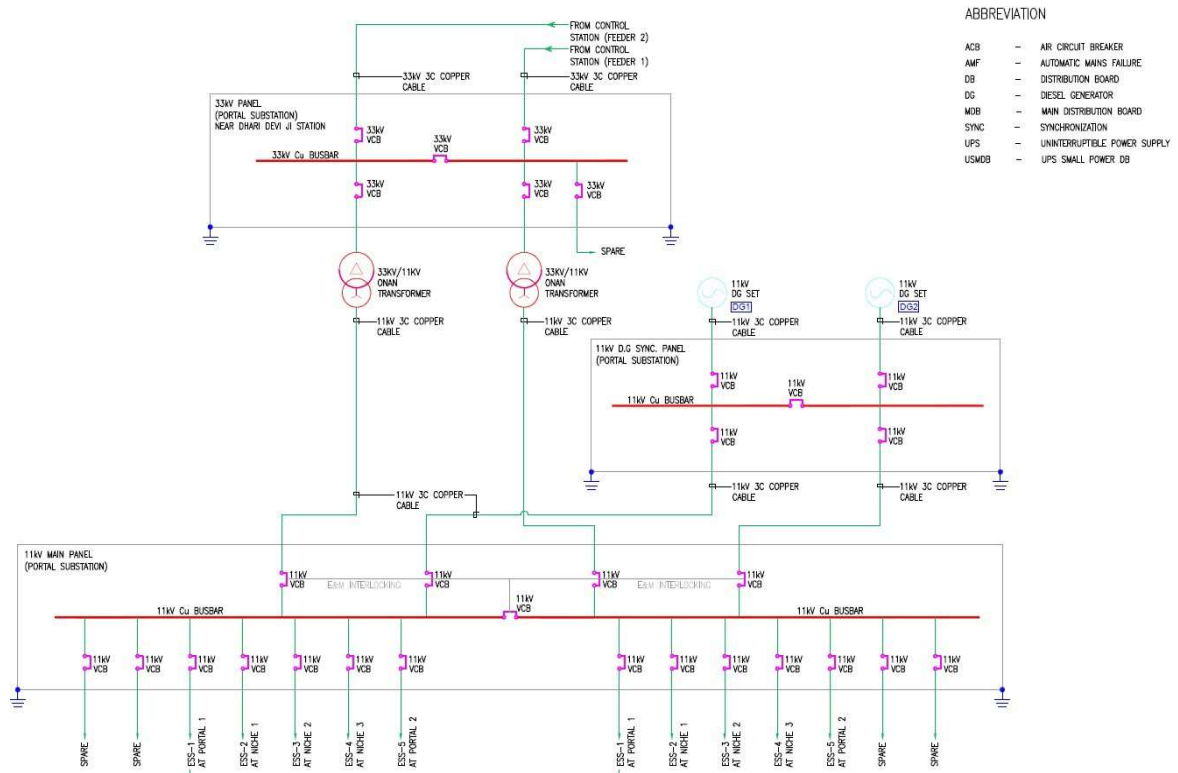 ABBREVIATION
ACB – AIR CIRCUIT BREAKER
AMF – AUTOMATIC MAINS FAILURE
DB – DISTRIBUTION BOARD
DG – DIESEL GENERATOR
MDB – MAIN DISTRIBUTION BOARD
SYNC – SYNCHRONIZATION
UPS – UNINTERRUPTIBLE POWER SUPPLY
USMDB – UPS SMALL POWER DB
FROM CONTROL
STATION (FEEDER 2)
FROM CONTROL
STATION (FEEDER 1)
33kV 3C COPPER
CABLE
33kV 3C COPPER
CABLE
33kV PANEL
(PORTAL SUBSTATION)
NEAR DHARI DEVI JI STATION
33kV
VCB
33kV
VCB
33kV
VCB
33kV Cu BUSBAR
33kV
VCB
33kV
VCB
33kV
VCB
SPARE
33KV/11KV
ONAN
TRANSFORMER
33KV/11KV
ONAN
TRANSFORMER
11kV
DG SET
DG1
11kV
DG SET
DG2
11kV 3C COPPER
CABLE
11kV 3C COPPER
CABLE
11kV 3C COPPER
CABLE
11kV 3C COPPER
CABLE
11kV D.G SYNC. PANEL
(PORTAL SUBSTATION)
11kV
VCB
11kV
VCB
11kV
VCB
11kV Cu BUSBAR
11kV
VCB
11kV
VCB
11kV 3C COPPER
CABLE
11kV 3C COPPER
CABLE
11kV 3C COPPER
CABLE
11kV MAIN PANEL
(PORTAL SUBSTATION)
11kV
VCB
E&M INTERLOCKING
11kV
VCB
11kV
VCB
E&M INTERLOCKING
11kV
VCB
11kV
VCB
11kV Cu BUSBAR
11kV Cu BUSBAR
11kV
VCB
11kV
VCB
11kV
VCB
11kV
VCB
11kV
VCB
11kV
VCB
11kV
VCB
11kV
VCB
11kV
VCB
11kV
VCB
11kV
VCB
11kV
VCB
11kV
VCB
11kV
VCB
SPARE
SPARE
ESS-1
AT PORTAL 1
ESS-2
AT NICHE 1
ESS-3
AT NICHE 2
ESS-4
AT NICHE 3
ESS-5
AT PORTAL 2
ESS-1
AT PORTAL 1
ESS-2
AT NICHE 1
ESS-3
AT NICHE 2
ESS-4
AT NICHE 3
ESS-5
AT PORTAL 2
SPARE
SPARE